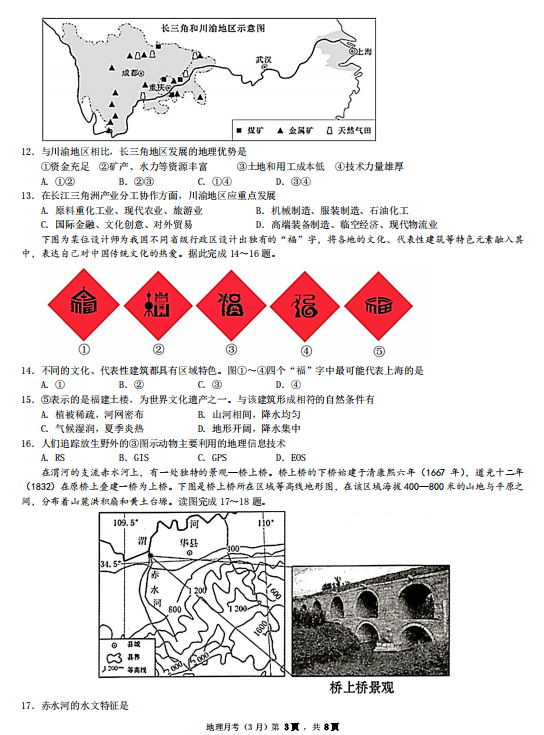 长三角和川渝地区示意图
上海
武汉
成都
重庆
煤矿 金属矿 天然气田
12. 与川渝地区相比，长三角地区发展的地理优势是
①资金充足 ②矿产、水力等资源丰富 ③土地和用工成本低 ④技术力量雄厚
A. ①② B. ②③ C. ①④ D. ③④
13. 在长江三角洲产业分工协作方面，川渝地区应重点发展
A. 原料重化工业、现代农业、旅游业 B. 机械制造、服装制造、石油化工
C. 国际金融、文化创意、对外贸易 D. 高端装备制造、临空经济、现代物流业
下图为某位设计师为我国不同省级行政区设计出独有的“福”字，将各地的文化、代表性建筑等特色元素融入其
中，表达自己对中国传统文化的热爱。据此完成 14～16 题。
① ② ③ ④ ⑤
14. 不同的文化、代表性建筑都具有区域特色。图①～④四个“福”字中最可能代表上海的是
A. ① B. ② C. ③ D. ④
15. ⑤表示的是福建土楼，为世界文化遗产之一。与该建筑形成相符的自然条件有
A. 植被稀疏，河网密布 B. 山河相间，降水均匀
C. 气候湿润，夏季炎热 D. 地形开阔，降水集中
16. 人们追踪放生野外的③图示动物主要利用的地理信息技术
A. RS B. GIS C. GPS D. EOS
在渭河的支流赤水河上，有一处独特的景观—桥上桥。桥上桥的下桥始建于清康熙六年（1667 年），道光十二年
（1832）在原桥上叠建一桥为上桥。下图是桥上桥所在区域等高线地形图，在该区域海拔 400—800 米的山地与平原之
间，分布着山麓洪积扇和黄土台塬。读图完成 17～18 题。
109.5° 河 110°
渭 华县
400
34.5°
赤
水
河
1 200
800
1 200
1 600
1800
2 000
2 000
县城
县界
1 200 等高线
桥上桥景观
17. 赤水河的水文特征是
地理月考（3 月）第 3页 ，共 8页